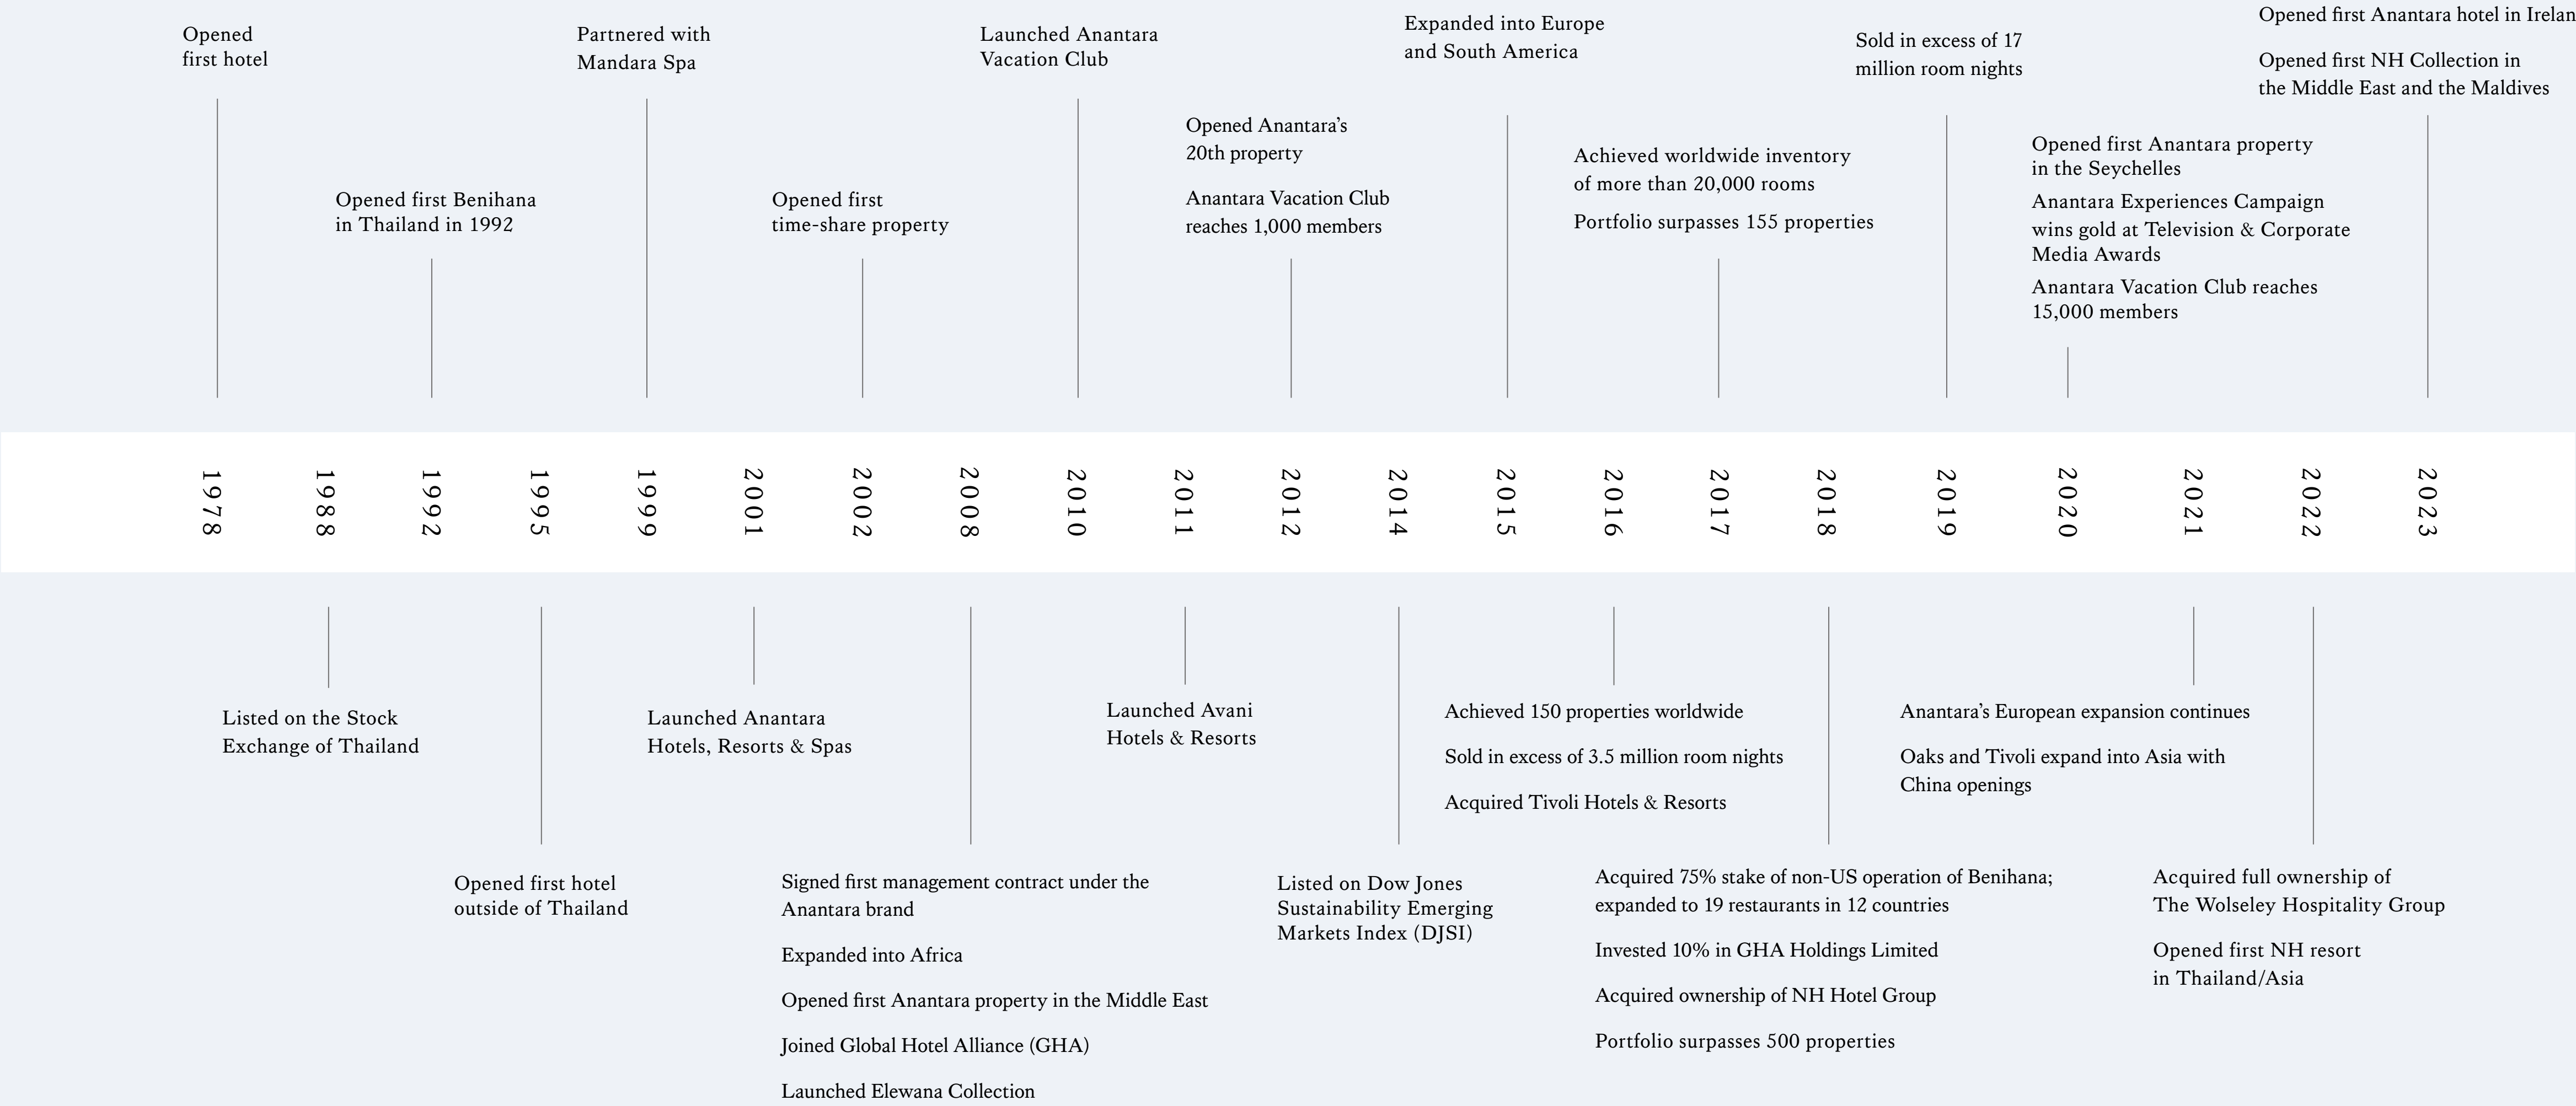 Opened
first hotel
Partnered with
Mandara Spa
Launched Anantara
Vacation Club
Expanded into Europe
and South America
Sold in excess of 17
million room nights
Opened first Anantara hotel in
Opened first NH Collection in
the Middle East and the Maldives
Opened first Benihana
in Thailand in 1992
Opened first
time-share property
Opened Anantara’s
20th property
Anantara Vacation Club
reaches 1,000 members
Achieved worldwide inventory
of more than 20,000 rooms
Portfolio surpasses 155 properties
Opened first Anantara property
in the Seychelles
Anantara Experiences Campaign
wins gold at Television & Corporate
Media Awards
Anantara Vacation Club reaches
15,000 members
1978
1988
1992
1995
1999
2001
2002
2008
2010
2011
2012
2014
2015
2016
2017
2018
2019
2020
2021
2022
2023
Listed on the Stock
Exchange of Thailand
Launched Anantara
Hotels, Resorts & Spas
Launched Avani
Hotels & Resorts
Achieved 150 properties worldwide
Sold in excess of 3.5 million room nights
Acquired Tivoli Hotels & Resorts
Anantara’s European expansion continues
Oaks and Tivoli expand into Asia with
China openings
Opened first hotel
outside of Thailand
Signed first management contract under the
Anantara brand
Expanded into Africa
Opened first Anantara property in the Middle East
Joined Global Hotel Alliance (GHA)
Launched Elewana Collection
Listed on Dow Jones
Sustainability Emerging
Markets Index (DJSI)
Acquired 75% stake of non-US operation of Benihana;
expanded to 19 restaurants in 12 countries
Invested 10% in GHA Holdings Limited
Acquired ownership of NH Hotel Group
Portfolio surpasses 500 properties
Acquired full ownership of
The Wolseley Hospitality Group
Opened first NH resort
in Thailand/Asia